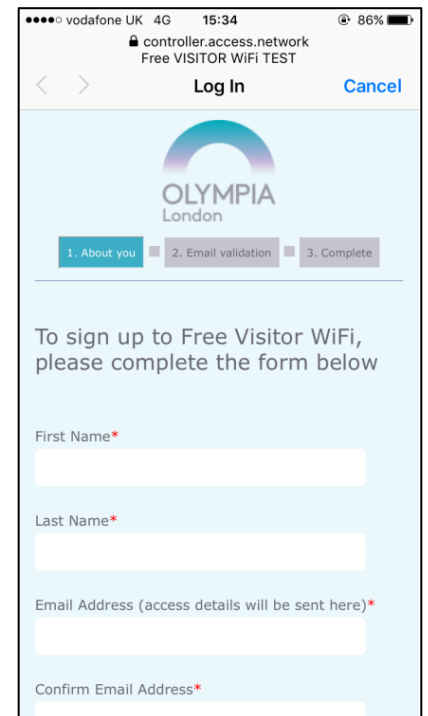 vodafone UK 4G 15:34 86%
controller.access.network
Free VISITOR WiFi TEST
< > Log In Cancel
OLYMPIA
London
1. About you 2. Email validation 3. Complete
To sign up to Free Visitor WiFi,
please complete the form below
First Name*
Last Name*
Email Address (access details will be sent here)*
Confirm Email Address*